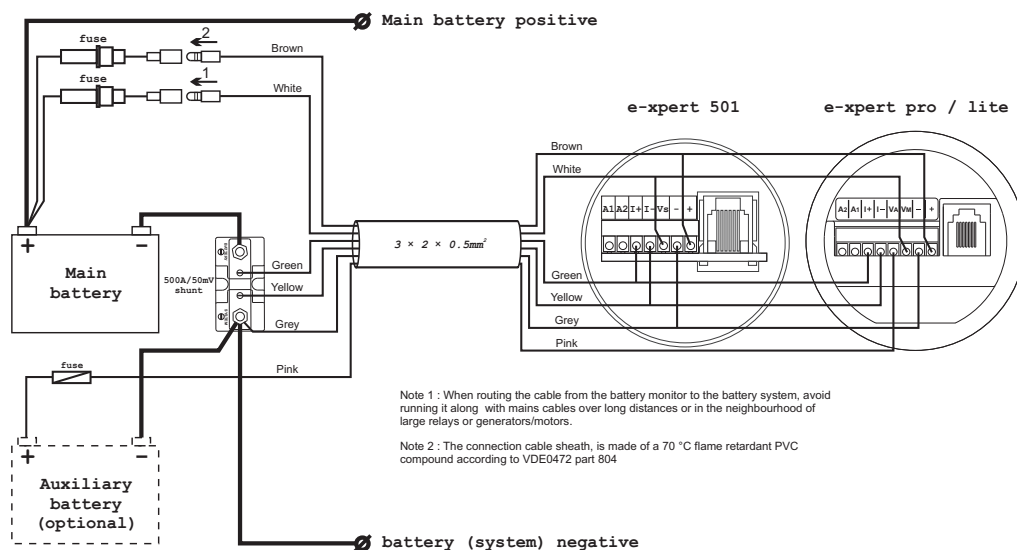 Main battery positive
fuse
2
Brown
fuse
1
White
e-xpert 501
e-xpert pro / lite
Brown
White
A1 A2 I+ I- Vs - +
A2 A1 I+ I- VA VM - +
3 × 2 × 0.5mm²
+
-
Main
battery
500A/50mV
shunt
Green
Yellow
Grey
Green
Yellow
Grey
Pink
fuse
Pink
Note 1 : When routing the cable from the battery monitor to the battery system, avoid
running it along with mains cables over long distances or in the neighbourhood of
large relays or generators/motors.
Note 2 : The connection cable sheath, is made of a 70 °C flame retardant PVC
compound according to VDE0472 part 804
+
-
Auxiliary
battery
(optional)
battery (system) negative